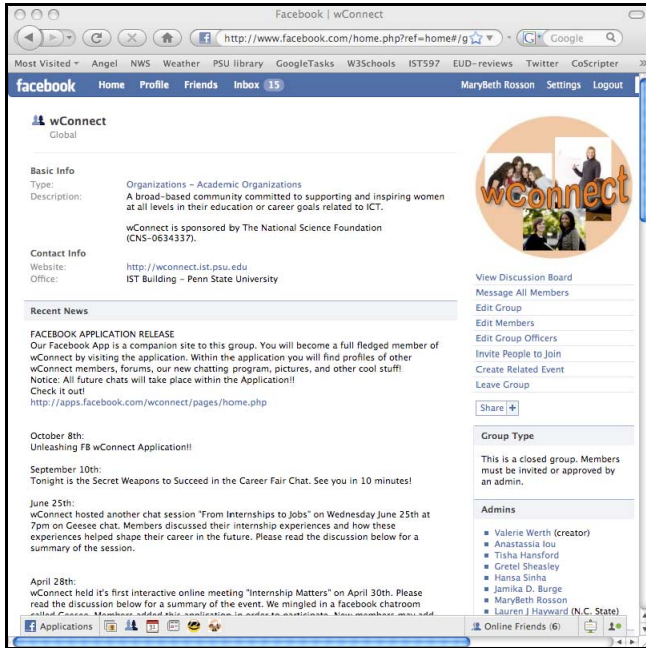 Facebook | wConnect
http://www.facebook.com/home.php?ref=home#/g
Google
Most Visited
Angel
NWS
Weather
PSU library
GoogleTasks
W3Schools
IST597
EUD-reviews
Twitter
CoScripter
facebook
Home
Profile
Friends
Inbox 15
MaryBeth Rosson
Settings
Logout
wConnect
Global
Basic Info
Type: Organizations - Academic Organizations
Description: A broad-based community committed to supporting and inspiring women
at all levels in their education or career goals related to ICT.
wConnect is sponsored by The National Science Foundation
(CNS-0634337).
Contact Info
Website: http://wconnect.ist.psu.edu
Office: IST Building - Penn State University
Recent News
FACEBOOK APPLICATION RELEASE
Our Facebook App is a companion site to this group. You will become a full fledged member of
wConnect by visiting the application. Within the application you will find profiles of other
wConnect members, forums, our new chatting program, pictures, and other cool stuff!
Notice: All future chats will take place within the Application!!
Check it out!
http://apps.facebook.com/wconnect/pages/home.php
October 8th:
Unleashing FB wConnect Application!!
September 10th:
Tonight is the Secret Weapons to Succeed in the Career Fair Chat. See you in 10 minutes!
June 25th:
wConnect hosted another chat session "From Internships to Jobs" on Wednesday June 25th at
7pm on Geesee chat. Members discussed their internship experiences and how these
experiences helped shape their career in the future. Please read the discussion below for a
summary of the session.
April 28th:
wConnect held it's first interactive online meeting "Internship Matters" on April 30th. Please
read the discussion below for a summary of the event. We mingled in a facebook chatroom
called Geesee. Members added this application in order to participate. New members may add
wConnect
View Discussion Board
Message All Members
Edit Group
Edit Members
Edit Group Officers
Invite People to Join
Create Related Event
Leave Group
Share +
Group Type
This is a closed group. Members
must be invited or approved by
an admin.
Admins
Valerie Werth (creator)
Anastassia Iou
Tisha Hansford
Gretel Sheasley
Hansa Sinha
Jamika D. Burge
MaryBeth Rosson
Lauren J Hayward (N.C. State)
Applications
31
Online Friends (6)
1